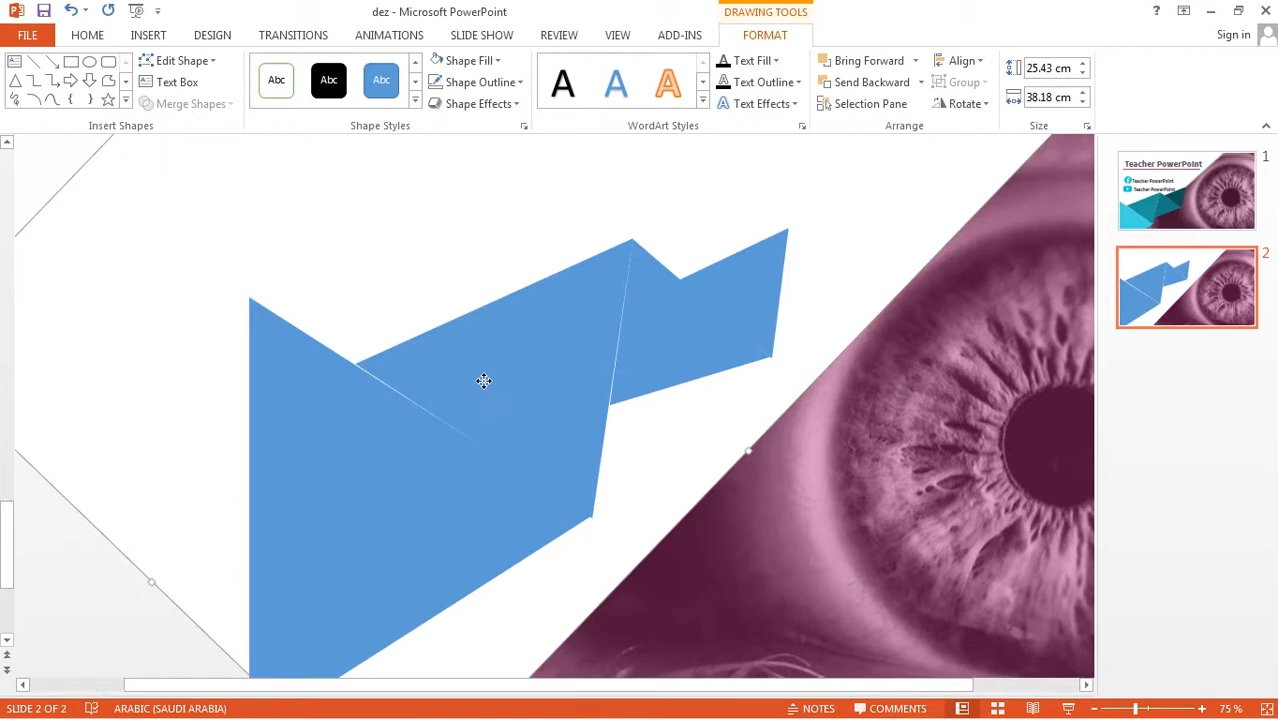 dez - Microsoft PowerPoint
DRAWING TOOLS
?
FILE
HOME
INSERT
DESIGN
TRANSITIONS
ANIMATIONS
SLIDE SHOW
REVIEW
VIEW
ADD-INS
FORMAT
Sign in
Edit Shape
Text Box
Merge Shapes
Insert Shapes
Abc
Abc
Abc
Shape Fill
Shape Outline
Shape Effects
Shape Styles
A
A
A
Text Fill
Text Outline
Text Effects
WordArt Styles
Bring Forward
Send Backward
Selection Pane
Align
Group
Rotate
Arrange
25.43 cm
38.18 cm
Size
1
Teacher PowerPoint
Teacher PowerPoint
Teacher PowerPoint
2
SLIDE 2 OF 2
ARABIC (SAUDI ARABIA)
NOTES
COMMENTS
75 %